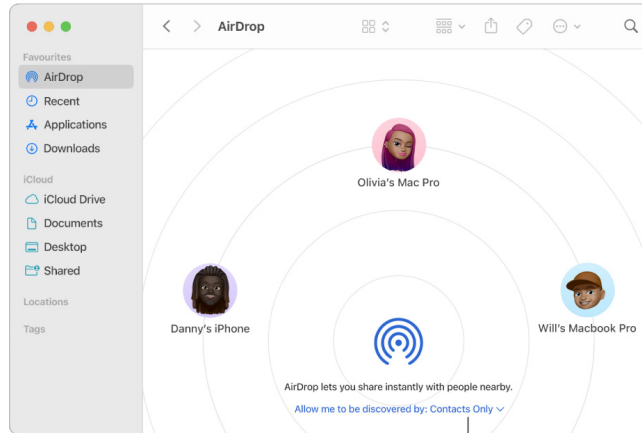 AirDrop
Favourites
AirDrop
Recent
Applications
Downloads
iCloud
iCloud Drive
Documents
Desktop
Shared
Locations
Tags
Olivia's Mac Pro
Danny's iPhone
Will's Macbook Pro
AirDrop lets you share instantly with people nearby.
Allow me to be discovered by: Contacts Only